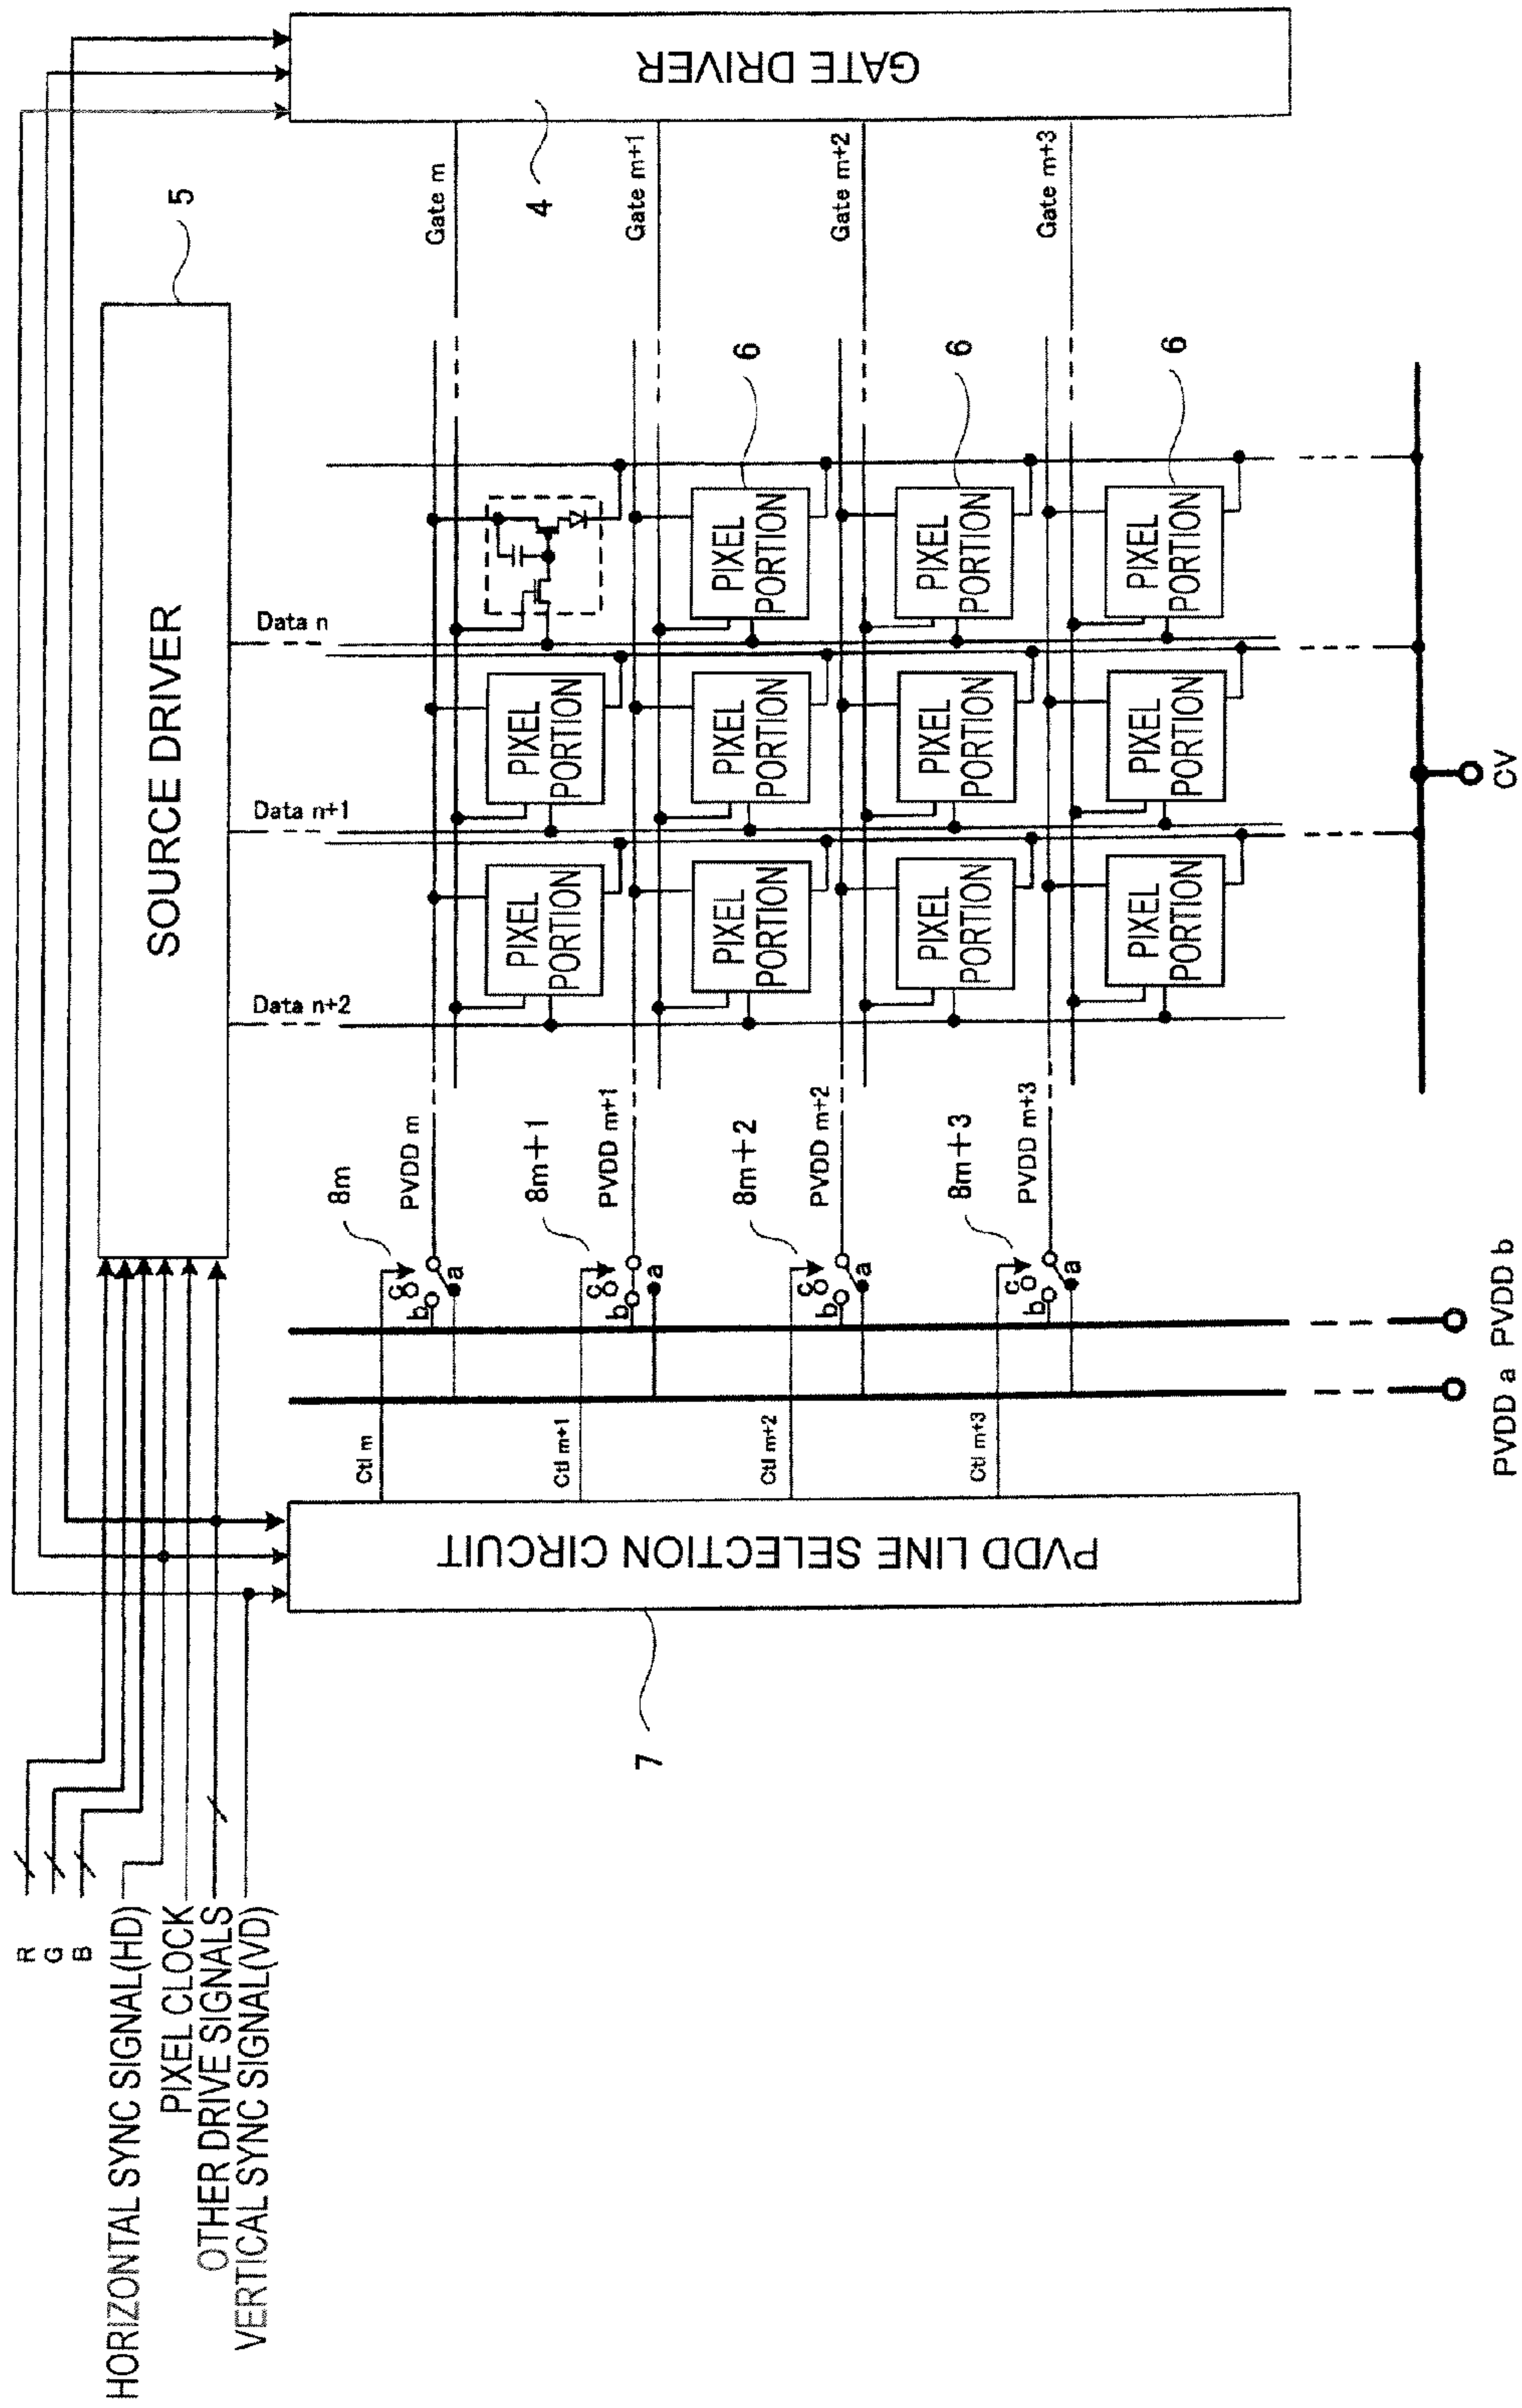 R
G
B
HORIZONTAL SYNC SIGNAL(HD)
PIXEL CLOCK
OTHER DRIVE SIGNALS
VERTICAL SYNC SIGNAL(VD)
SOURCE DRIVER
5
GATE DRIVER
4
PVDD LINE SELECTION CIRCUIT
7
Data n+2
Data n+1
Data n
Ctl m
8m
c
b
a
PVDD m
PIXEL
PORTION
PIXEL
PORTION
Gate m
Ctl m+1
8m+1
c
b
a
PVDD m+1
PIXEL
PORTION
PIXEL
PORTION
PIXEL
PORTION
6
Gate m+1
Ctl m+2
8m+2
c
b
a
PVDD m+2
PIXEL
PORTION
PIXEL
PORTION
PIXEL
PORTION
6
Gate m+2
Ctl m+3
8m+3
c
b
a
PVDD m+3
PIXEL
PORTION
PIXEL
PORTION
PIXEL
PORTION
6
Gate m+3
PVDD a
PVDD b
CV